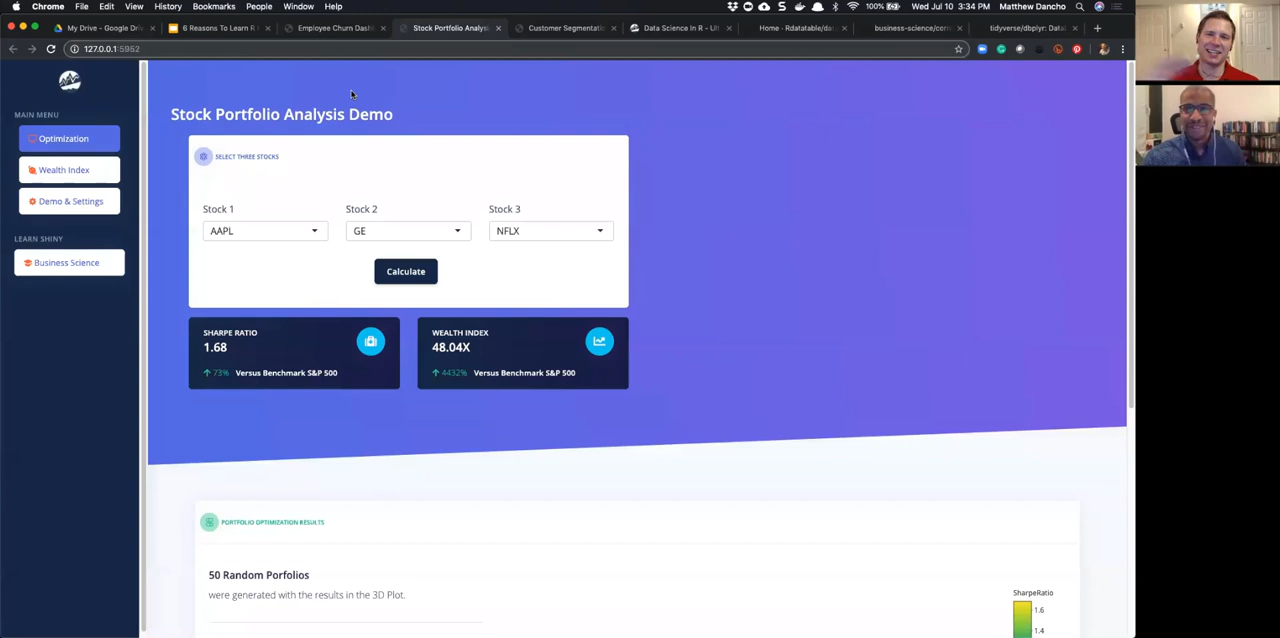 Chrome File Edit View History Bookmarks People Window Help 100% Wed Jul 10 3:34 PM Matthew Dancho
My Drive - Google Driv × 6 Reasons To Learn R × Employee Churn Dash × Stock Portfolio Analysi × Customer Segmentatio × Data Science In R - Ult × Home · Rdatatable/data × business-science/con × tidyverse/dbplyr: Datab × +
127.0.0.1:5952
MAIN MENU
Optimization
Wealth Index
Demo & Settings
LEARN SHINY
Business Science
Stock Portfolio Analysis Demo
SELECT THREE STOCKS
Stock 1 Stock 2 Stock 3
AAPL GE NFLX
Calculate
SHARPE RATIO
1.68
73% Versus Benchmark S&P 500
WEALTH INDEX
48.04X
4432% Versus Benchmark S&P 500
PORTFOLIO OPTIMIZATION RESULTS
50 Random Porfolios
were generated with the results in the 3D Plot.
SharpeRatio
1.6
1.4